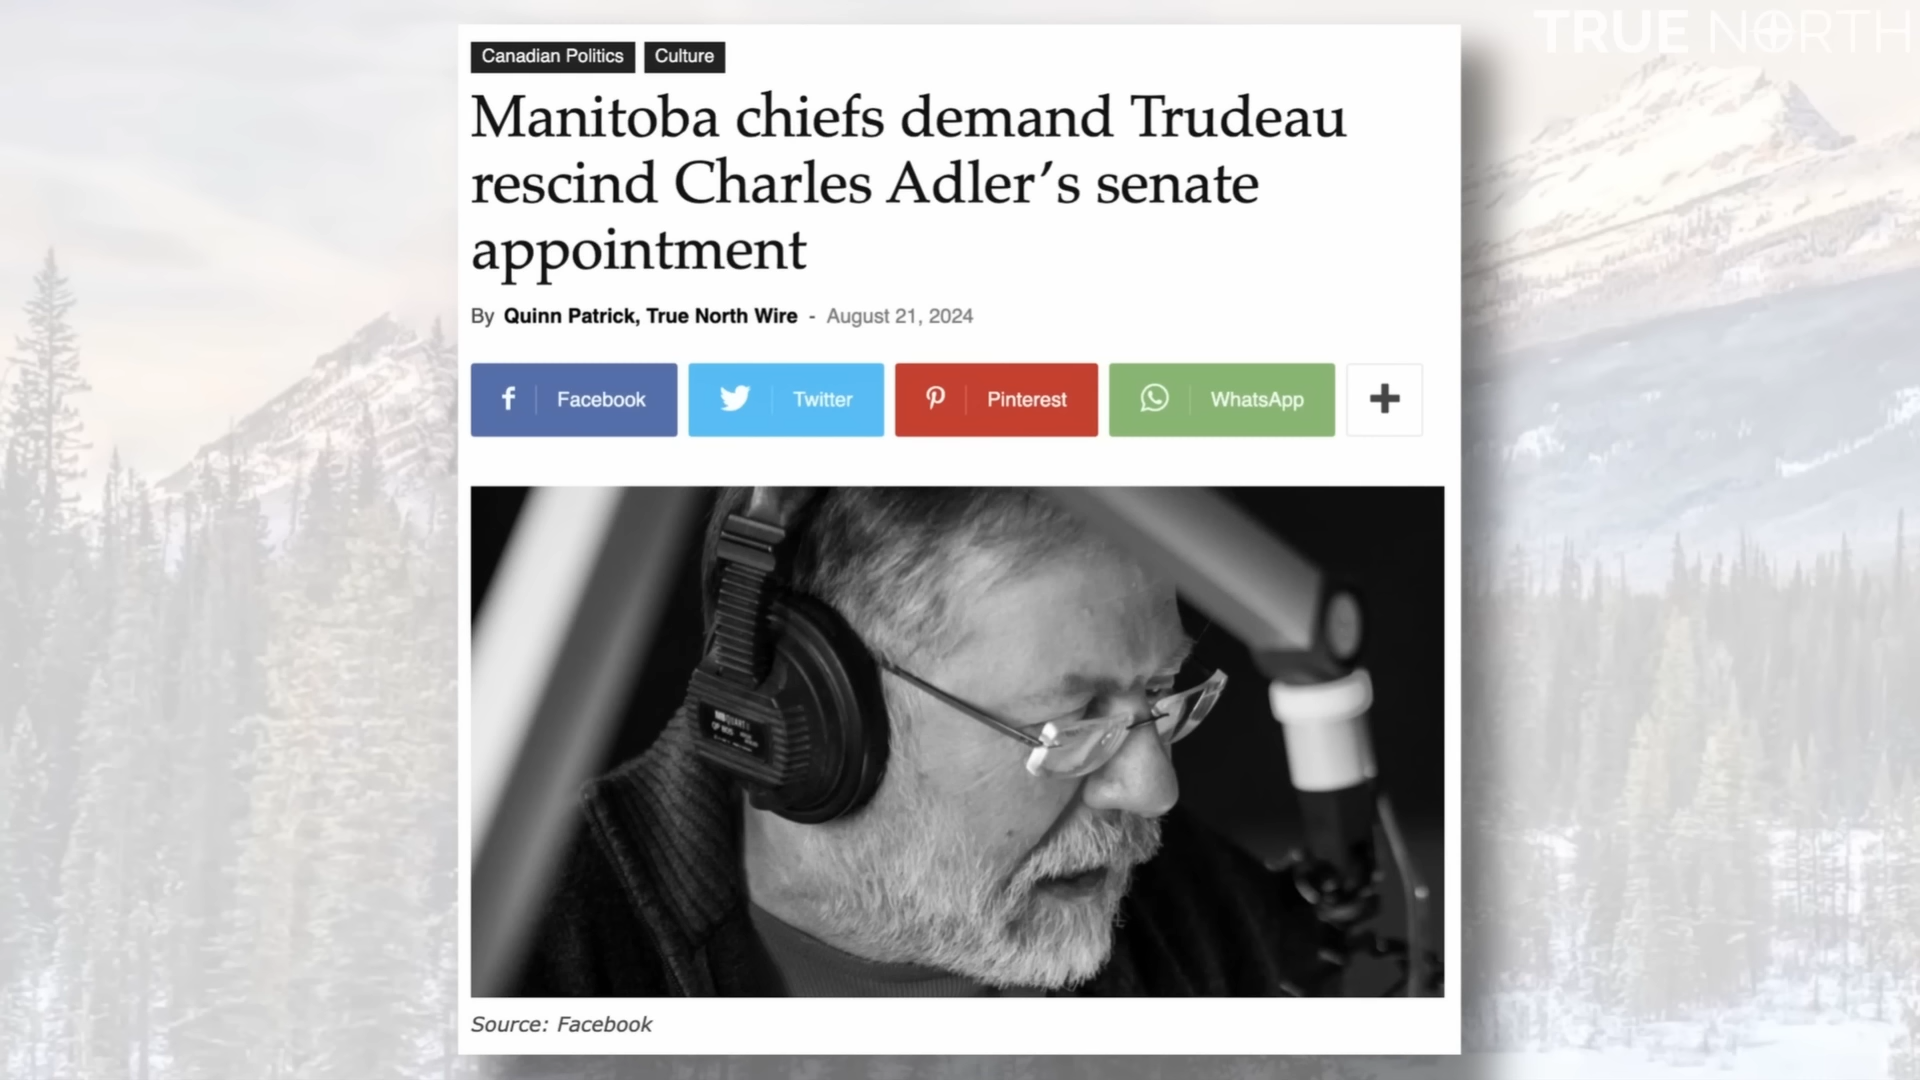 TRUE NORTH
Canadian Politics Culture
Manitoba chiefs demand Trudeau
rescind Charles Adler’s senate
appointment
By Quinn Patrick, True North Wire - August 21, 2024
Facebook Twitter Pinterest WhatsApp
Source: Facebook